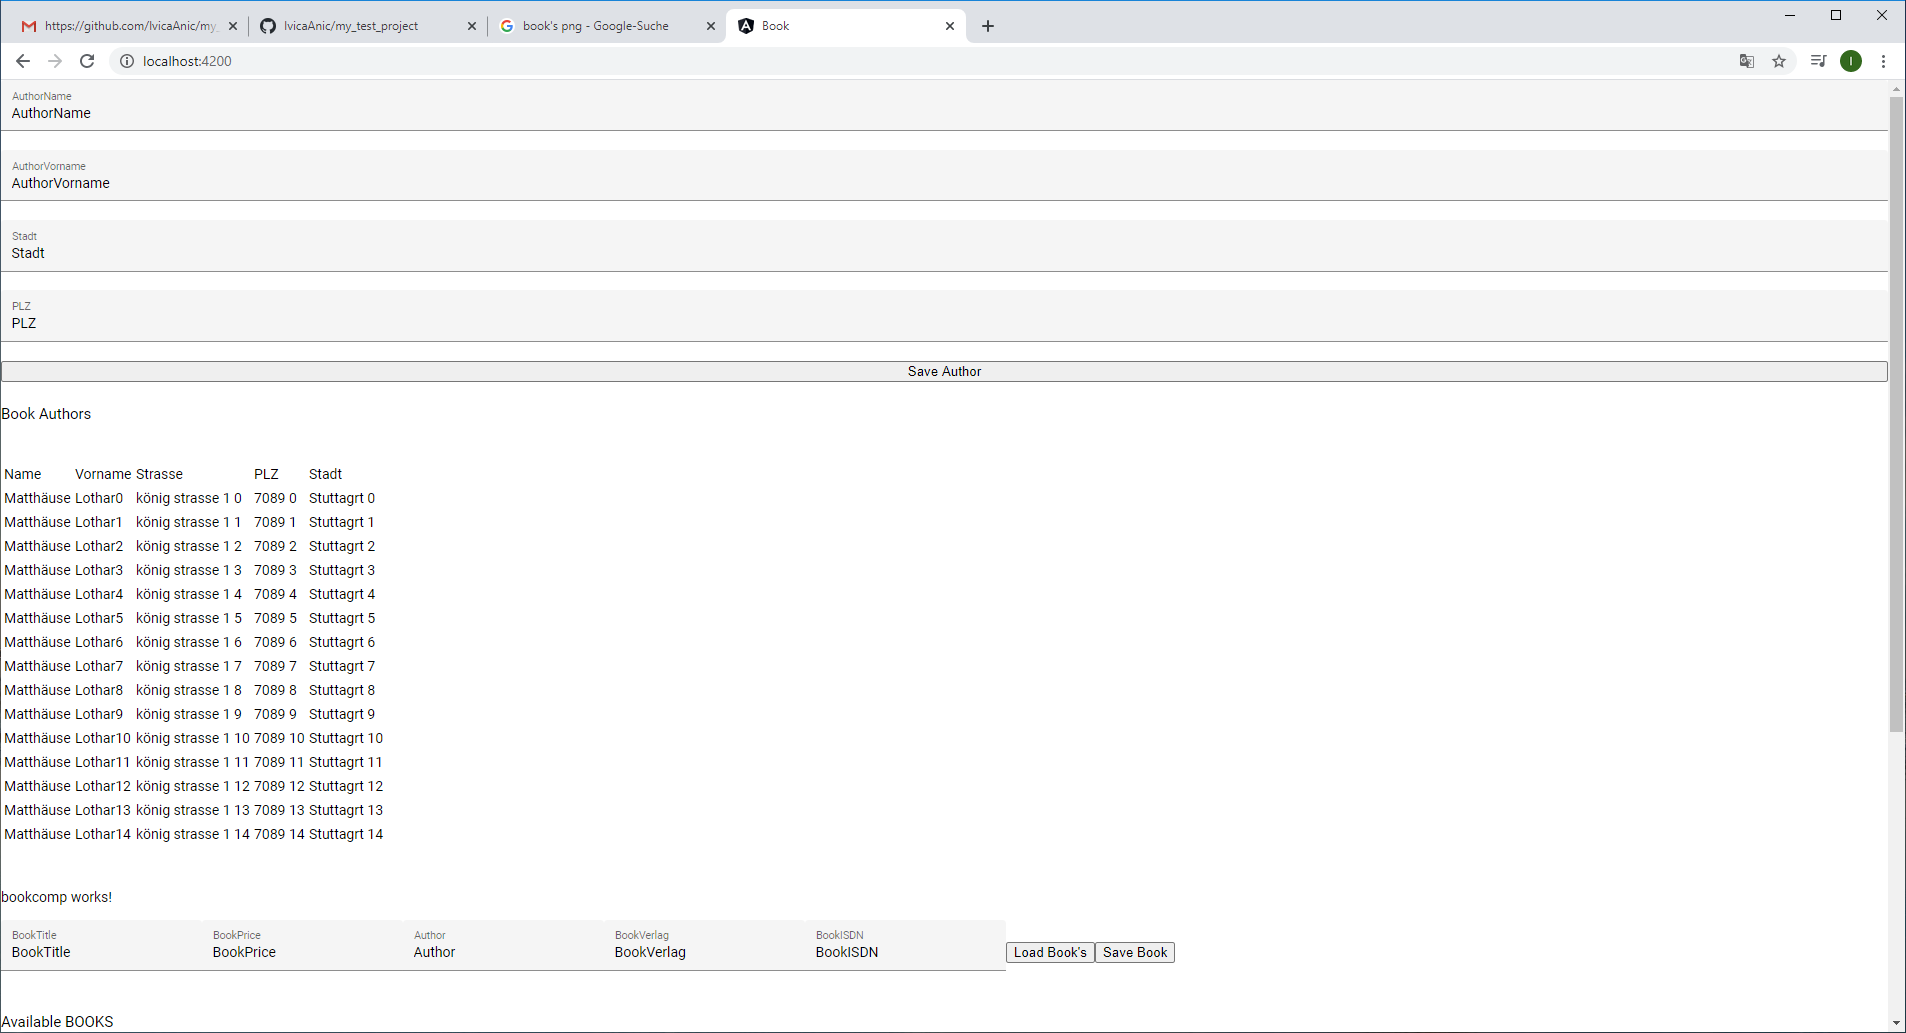 https://github.com/IvicaAnic/my_
IvicaAnic/my_test_project
book's png - Google-Suche
Book
localhost:4200
I
AuthorName
AuthorName
AuthorVorname
AuthorVorname
Stadt
Stadt
PLZ
PLZ
Save Author
Book Authors
Name Vorname Strasse PLZ Stadt
Matthäuse Lothar0 könig strasse 1 0 7089 0 Stuttagrt 0
Matthäuse Lothar1 könig strasse 1 1 7089 1 Stuttagrt 1
Matthäuse Lothar2 könig strasse 1 2 7089 2 Stuttagrt 2
Matthäuse Lothar3 könig strasse 1 3 7089 3 Stuttagrt 3
Matthäuse Lothar4 könig strasse 1 4 7089 4 Stuttagrt 4
Matthäuse Lothar5 könig strasse 1 5 7089 5 Stuttagrt 5
Matthäuse Lothar6 könig strasse 1 6 7089 6 Stuttagrt 6
Matthäuse Lothar7 könig strasse 1 7 7089 7 Stuttagrt 7
Matthäuse Lothar8 könig strasse 1 8 7089 8 Stuttagrt 8
Matthäuse Lothar9 könig strasse 1 9 7089 9 Stuttagrt 9
Matthäuse Lothar10 könig strasse 1 10 7089 10 Stuttagrt 10
Matthäuse Lothar11 könig strasse 1 11 7089 11 Stuttagrt 11
Matthäuse Lothar12 könig strasse 1 12 7089 12 Stuttagrt 12
Matthäuse Lothar13 könig strasse 1 13 7089 13 Stuttagrt 13
Matthäuse Lothar14 könig strasse 1 14 7089 14 Stuttagrt 14
bookcomp works!
BookTitle BookPrice Author BookVerlag BookISDN
BookTitle BookPrice Author BookVerlag BookISDN Load Book's Save Book
Available BOOKS